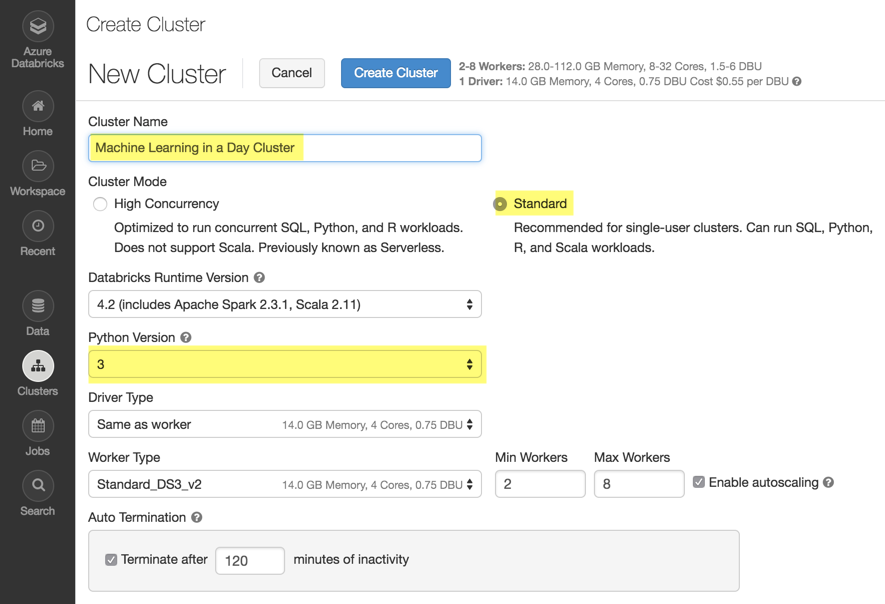 Azure
Databricks
Home
Workspace
Recent
Data
Clusters
Jobs
Search
Create Cluster
New Cluster
Cancel
Create Cluster
2-8 Workers: 28.0-112.0 GB Memory, 8-32 Cores, 1.5-6 DBU
1 Driver: 14.0 GB Memory, 4 Cores, 0.75 DBU Cost $0.55 per DBU ?
Cluster Name
Machine Learning in a Day Cluster
Cluster Mode
High Concurrency
Optimized to run concurrent SQL, Python, and R workloads.
Does not support Scala. Previously known as Serverless.
Standard
Recommended for single-user clusters. Can run SQL, Python,
R, and Scala workloads.
Databricks Runtime Version ?
4.2 (includes Apache Spark 2.3.1, Scala 2.11)
Python Version ?
3
Driver Type
Same as worker 14.0 GB Memory, 4 Cores, 0.75 DBU
Worker Type
Standard_DS3_v2 14.0 GB Memory, 4 Cores, 0.75 DBU
Min Workers
2
Max Workers
8
Enable autoscaling ?
Auto Termination ?
Terminate after 120 minutes of inactivity